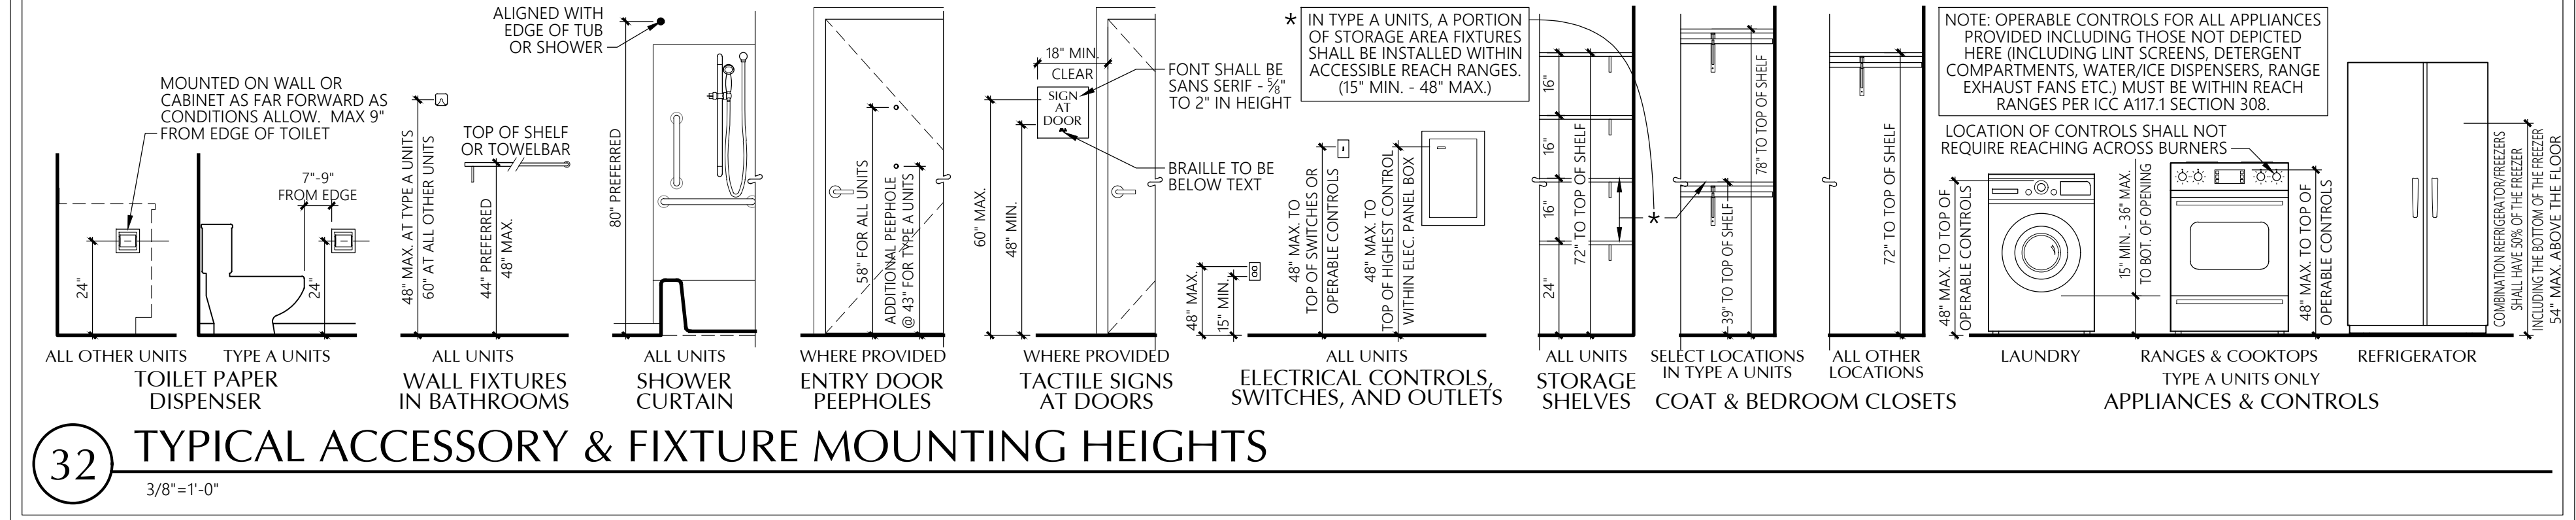 MOUNTED ON WALL OR
CABINET AS FAR FORWARD AS
CONDITIONS ALLOW. MAX 9"
FROM EDGE OF TOILET
24"
7"-9"
FROM EDGE
24"
ALL OTHER UNITS
TYPE A UNITS
TOILET PAPER
DISPENSER
48" MAX. AT TYPE A UNITS
60" AT ALL OTHER UNITS
TOP OF SHELF
OR TOWELBAR
44" PREFERRED
48" MAX.
ALL UNITS
WALL FIXTURES
IN BATHROOMS
ALIGNED WITH
EDGE OF TUB
OR SHOWER
80" PREFERRED
ALL UNITS
SHOWER
CURTAIN
58" FOR ALL UNITS
ADDITIONAL PEEPHOLE
@ 43" FOR TYPE A UNITS
WHERE PROVIDED
ENTRY DOOR
PEEPHOLES
18" MIN.
CLEAR
SIGN
AT
DOOR
FONT SHALL BE
SANS SERIF - ⅝"
TO 2" IN HEIGHT
BRAILLE TO BE
BELOW TEXT
60" MAX.
48" MIN.
WHERE PROVIDED
TACTILE SIGNS
AT DOORS
48" MAX.
15" MIN.
48" MAX. TO
TOP OF SWITCHES OR
OPERABLE CONTROLS
48" MAX. TO
TOP OF HIGHEST CONTROL
WITHIN ELEC. PANEL BOX
ALL UNITS
ELECTRICAL CONTROLS,
SWITCHES, AND OUTLETS
* IN TYPE A UNITS, A PORTION
OF STORAGE AREA FIXTURES
SHALL BE INSTALLED WITHIN
ACCESSIBLE REACH RANGES.
(15" MIN. - 48" MAX.)
16"
16"
16"
24"
72" TO TOP OF SHELF
*
ALL UNITS
STORAGE
SHELVES
78" TO TOP OF SHELF
39" TO TOP OF SHELF
SELECT LOCATIONS
IN TYPE A UNITS
72" TO TOP OF SHELF
ALL OTHER
LOCATIONS
COAT & BEDROOM CLOSETS
NOTE: OPERABLE CONTROLS FOR ALL APPLIANCES
PROVIDED INCLUDING THOSE NOT DEPICTED
HERE (INCLUDING LINT SCREENS, DETERGENT
COMPARTMENTS, WATER/ICE DISPENSERS, RANGE
EXHAUST FANS ETC.) MUST BE WITHIN REACH
RANGES PER ICC A117.1 SECTION 308.
LOCATION OF CONTROLS SHALL NOT
REQUIRE REACHING ACROSS BURNERS
48" MAX. TO TOP OF
OPERABLE CONTROLS
15" MIN. - 36" MAX.
TO BOT. OF OPENING
48" MAX. TO TOP OF
OPERABLE CONTROLS
COMBINATION REFRIGERATOR/FREEZERS
SHALL HAVE 50% OF THE FREEZER
INCLUDING THE BOTTOM OF THE FREEZER
54" MAX. ABOVE THE FLOOR
LAUNDRY
RANGES & COOKTOPS
TYPE A UNITS ONLY
REFRIGERATOR
APPLIANCES & CONTROLS
32
TYPICAL ACCESSORY & FIXTURE MOUNTING HEIGHTS
3/8"=1'-0"